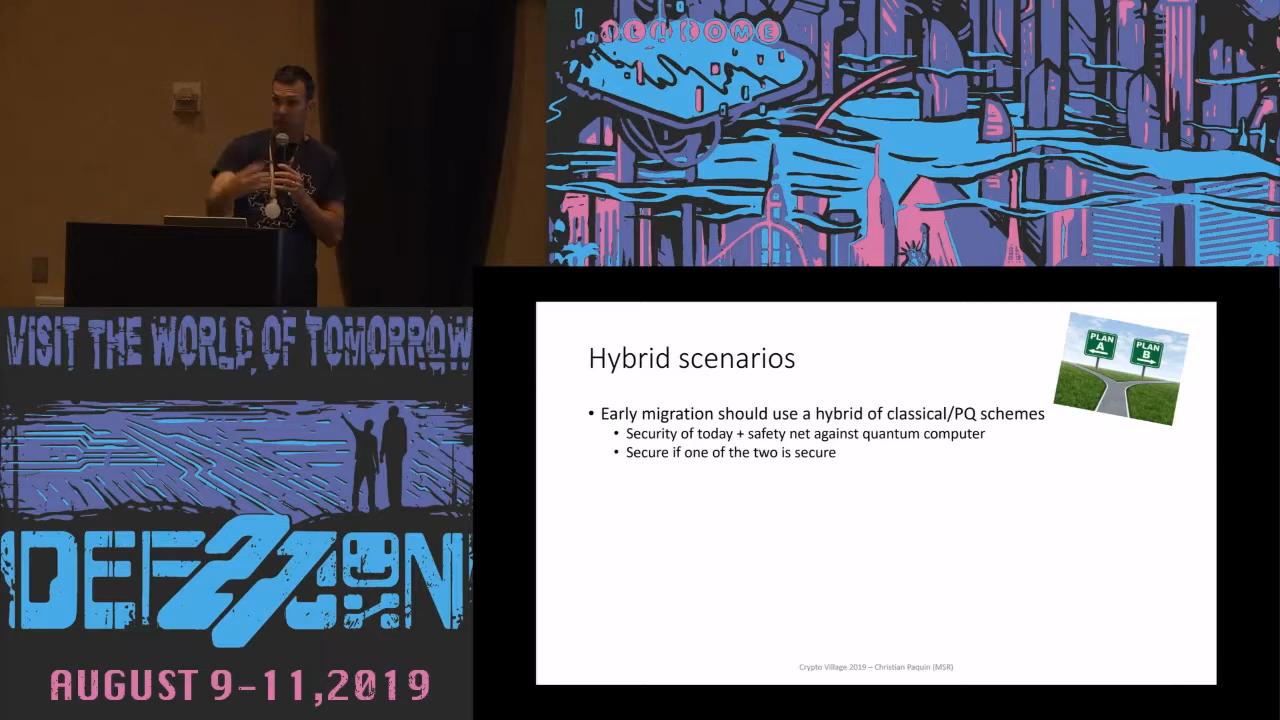 WELCOME
VISIT THE WORLD OF TOMORROW
DEF27CON
AUGUST 9-11,2019
Hybrid scenarios
PLAN
A
PLAN
B
• Early migration should use a hybrid of classical/PQ schemes
• Security of today + safety net against quantum computer
• Secure if one of the two is secure
Crypto Village 2019 – Christian Paquin (MSR)